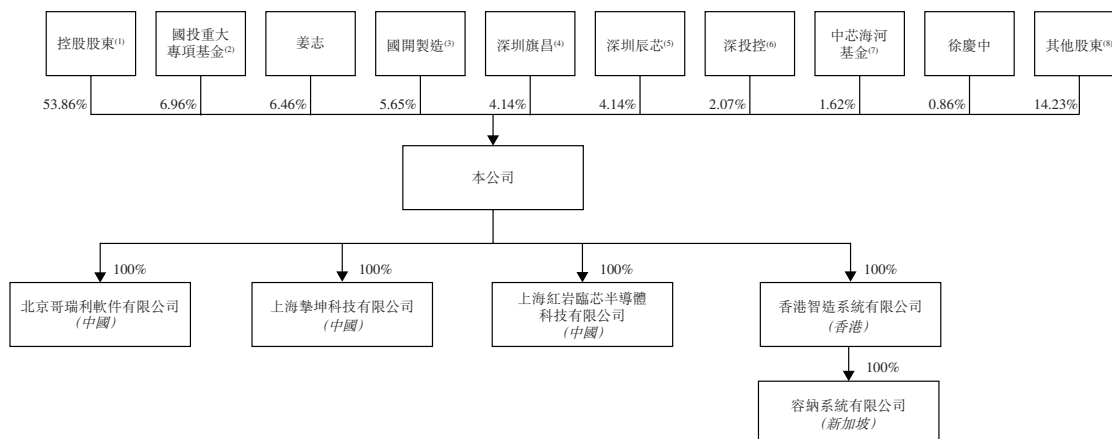 控股股東(1)
國投重大
專項基金(2)
姜志
國開製造(3)
深圳旗昌(4)
深圳辰芯(5)
深投控(6)
中芯海河
基金(7)
徐慶中
其他股東(8)
53.86%
6.96%
6.46%
5.65%
4.14%
4.14%
2.07%
1.62%
0.86%
14.23%
本公司
100%
100%
100%
100%
北京哥瑞利軟件有限公司
(中國)
上海摯坤科技有限公司
(中國)
上海紅岩臨芯半導體
科技有限公司
(中國)
香港智造系統有限公司
(香港)
100%
容納系統有限公司
(新加坡)